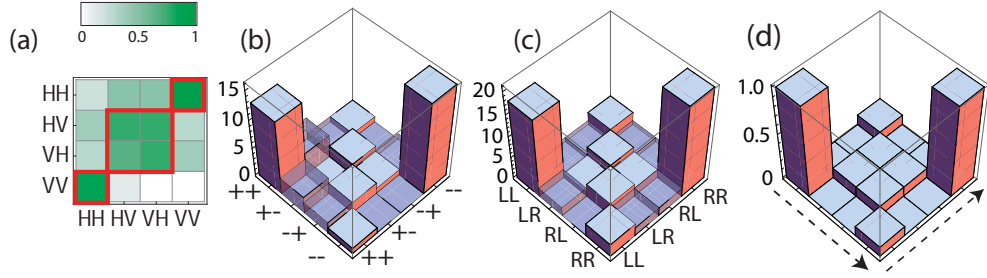 (a)
0 0.5 1
HH
HV
VH
VV
HH HV VH VV
(b)
15
10
5
0
++
+-
-+
--
++
+-
-+
--
(c)
20
15
10
5
0
LL
LR
RL
RR
LL
LR
RL
RR
(d)
1.0
0.5
0